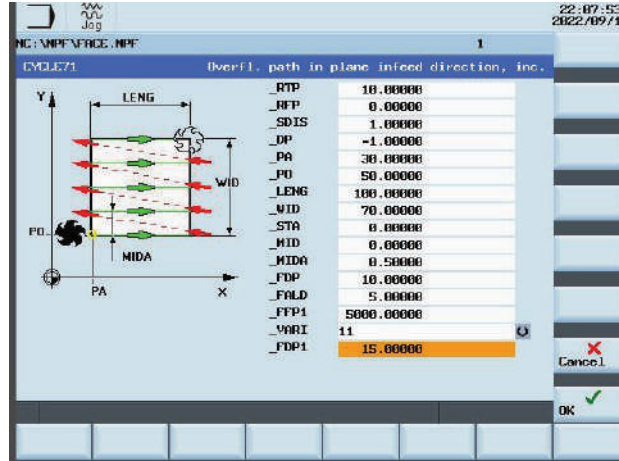 Jog
22:07:53
2022/09/1
NC:\MPF\FACE.MPF 1
CYCLE71 Overfl. path in plane infeed direction, inc.
Y
LENG
WID
PO
MIDA
PA
X
_RTP 10.00000
_RFP 0.00000
_SDIS 1.00000
_DP -1.00000
_PA 30.00000
_PO 50.00000
_LENG 100.00000
_WID 70.00000
_STA 0.00000
_MID 0.00000
_MIDA 0.50000
_FDP 10.00000
_FALD 5.00000
_FFP1 5000.00000
_VARI 11
_FDP1 15.00000
Cancel
OK